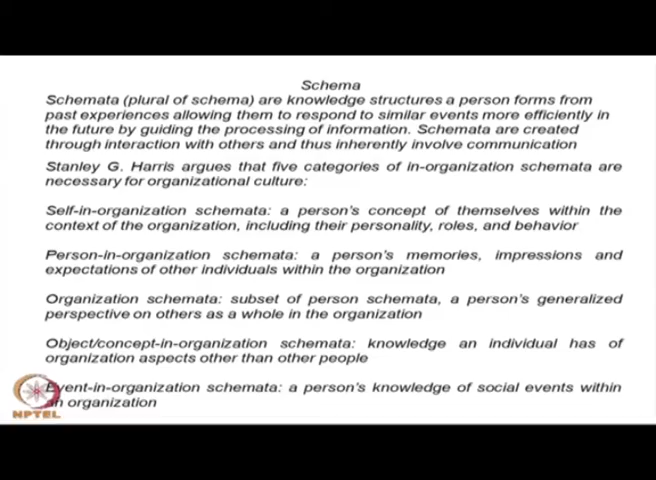 Schema
Schemata (plural of schema) are knowledge structures a person forms from
past experiences allowing them to respond to similar events more efficiently in
the future by guiding the processing of information. Schemata are created
through interaction with others and thus inherently involve communication
Stanley G. Harris argues that five categories of in-organization schemata are
necessary for organizational culture:
Self-in-organization schemata: a person's concept of themselves within the
context of the organization, including their personality, roles, and behavior
Person-in-organization schemata: a person's memories, impressions and
expectations of other individuals within the organization
Organization schemata: subset of person schemata, a person's generalized
perspective on others as a whole in the organization
Object/concept-in-organization schemata: knowledge an individual has of
organization aspects other than other people
Event-in-organization schemata: a person's knowledge of social events within
an organization
NPTEL